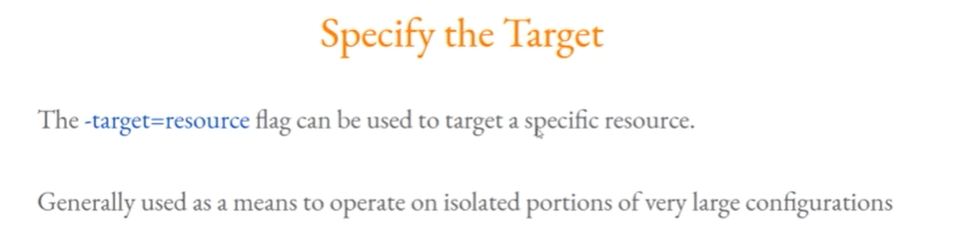 Specify the Target
The -target=resource flag can be used to target a specific resource.
Generally used as a means to operate on isolated portions of very large configurations